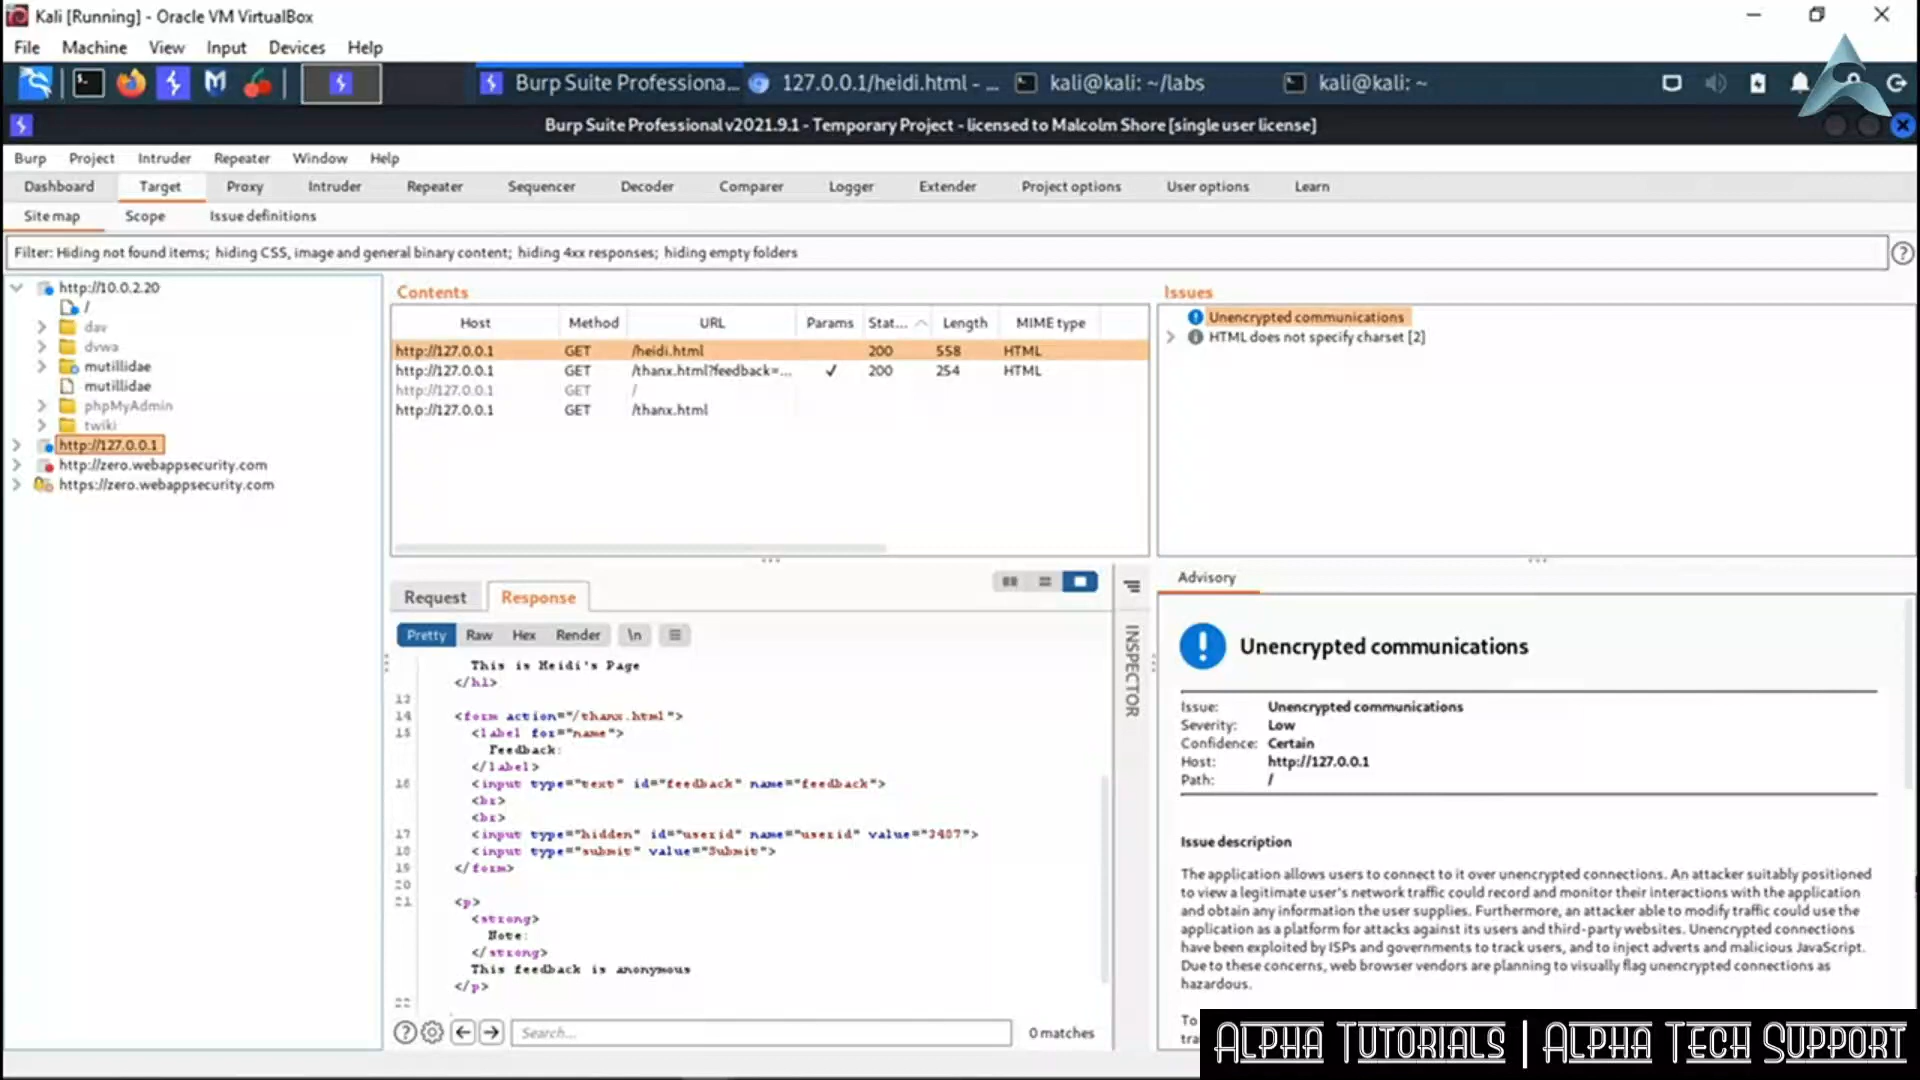 Kali [Running] - Oracle VM VirtualBox
File Machine View Input Devices Help
Burp Suite Professiona... 127.0.0.1/heidi.html - ... kali@kali: ~/labs kali@kali: ~
Burp Suite Professional v2021.9.1 - Temporary Project - licensed to Malcolm Shore [single user license]
Burp Project Intruder Repeater Window Help
Dashboard Target Proxy Intruder Repeater Sequencer Decoder Comparer Logger Extender Project options User options Learn
Site map Scope Issue definitions
Filter: Hiding not found items; hiding CSS, image and general binary content; hiding 4xx responses; hiding empty folders
http://10.0.2.20
/
dav
dvwa
mutillidae
mutillidae
phpMyAdmin
twiki
http://127.0.0.1
http://zero.webappsecurity.com
https://zero.webappsecurity.com
Contents
Host Method URL Params Stat... Length MIME type
http://127.0.0.1 GET /heidi.html 200 558 HTML
http://127.0.0.1 GET /thanx.html?feedback=... ✓ 200 254 HTML
http://127.0.0.1 GET /
http://127.0.0.1 GET /thanx.html
Issues
Unencrypted communications
HTML does not specify charset [2]
Request Response
Pretty Raw Hex Render \n
This is Heidi's Page
</h1>
13
14 <form action="/thanx.html">
15 <label for="name">
Feedback:
</label>
16 <input type="text" id="feedback" name="feedback">
<br>
<br>
17 <input type="hidden" id="userid" name="userid" value="3487">
18 <input type="submit" value="Submit">
19 </form>
20
21 <p>
<strong>
Note:
</strong>
This feedback is anonymous
</p>
22
Search... 0 matches
INSPECTOR
Advisory
Unencrypted communications
Issue: Unencrypted communications
Severity: Low
Confidence: Certain
Host: http://127.0.0.1
Path: /
Issue description
The application allows users to connect to it over unencrypted connections. An attacker suitably positioned
to view a legitimate user's network traffic could record and monitor their interactions with the application
and obtain any information the user supplies. Furthermore, an attacker able to modify traffic could use the
application as a platform for attacks against its users and third-party websites. Unencrypted connections
have been exploited by ISPs and governments to track users, and to inject adverts and malicious JavaScript.
Due to these concerns, web browser vendors are planning to visually flag unencrypted connections as
hazardous.
To
Alpha Tutorials | Alpha Tech Support